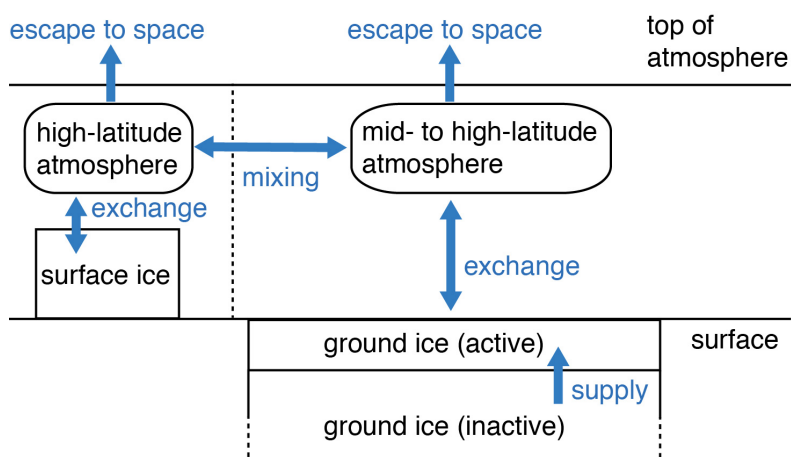 escape to space
escape to space
top of
atmosphere
high-latitude
atmosphere
mixing
mid- to high-latitude
atmosphere
exchange
surface ice
exchange
ground ice (active)
surface
supply
ground ice (inactive)